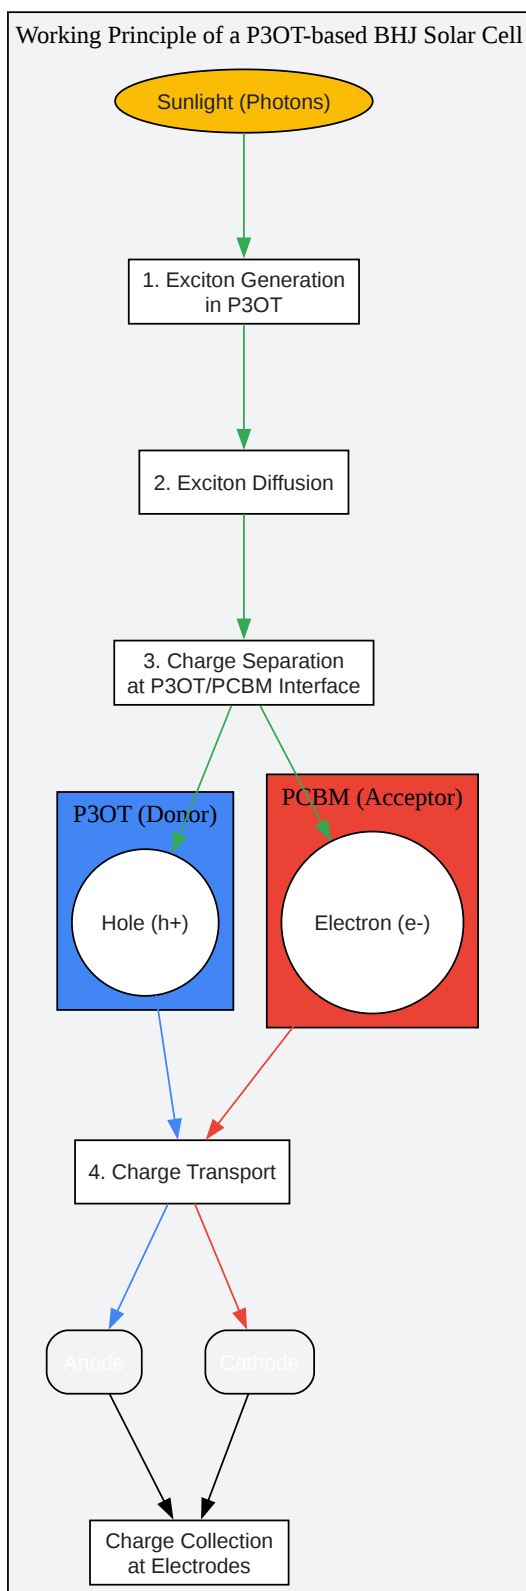 Working Principle of a P3OT-based BHJ Solar Cell
Sunlight (Photons)
1. Exciton Generation
in P3OT
2. Exciton Diffusion
3. Charge Separation
at P3OT/PCBM Interface
P3OT (Donor)
PCBM (Acceptor)
Hole (h+)
Electron (e-)
4. Charge Transport
Anode
Cathode
Charge Collection
at Electrodes